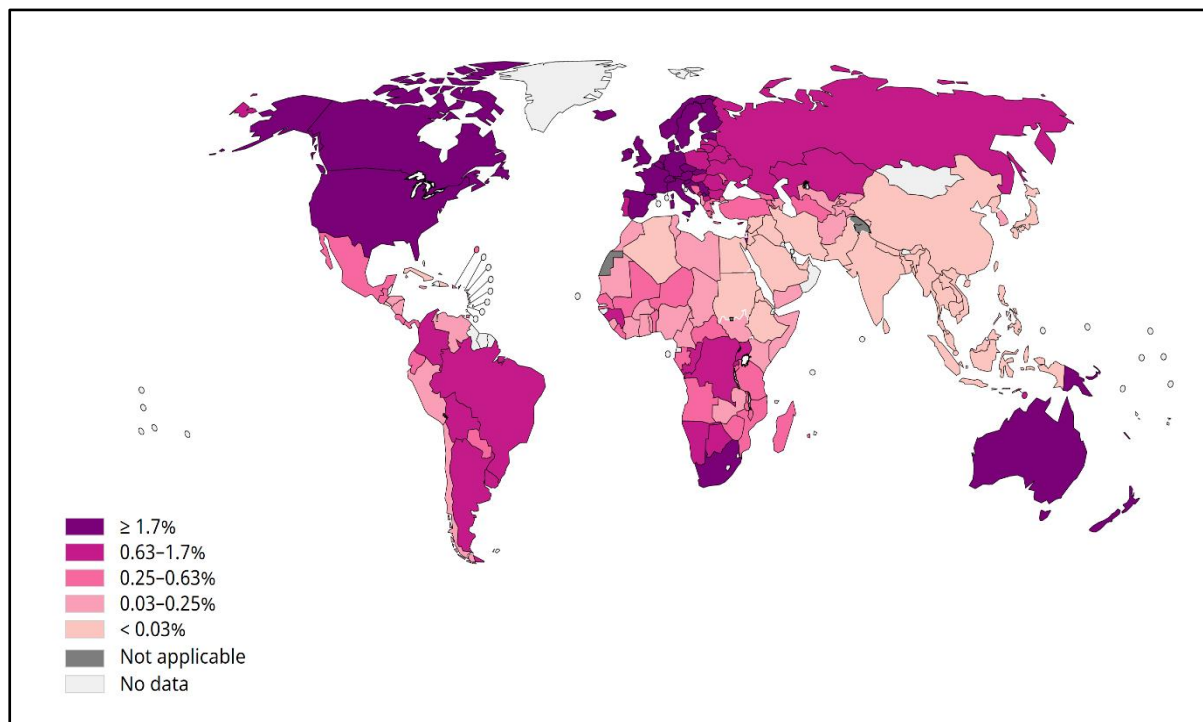 ≥ 1.7%
0.63–1.7%
0.25–0.63%
0.03–0.25%
< 0.03%
Not applicable
No data